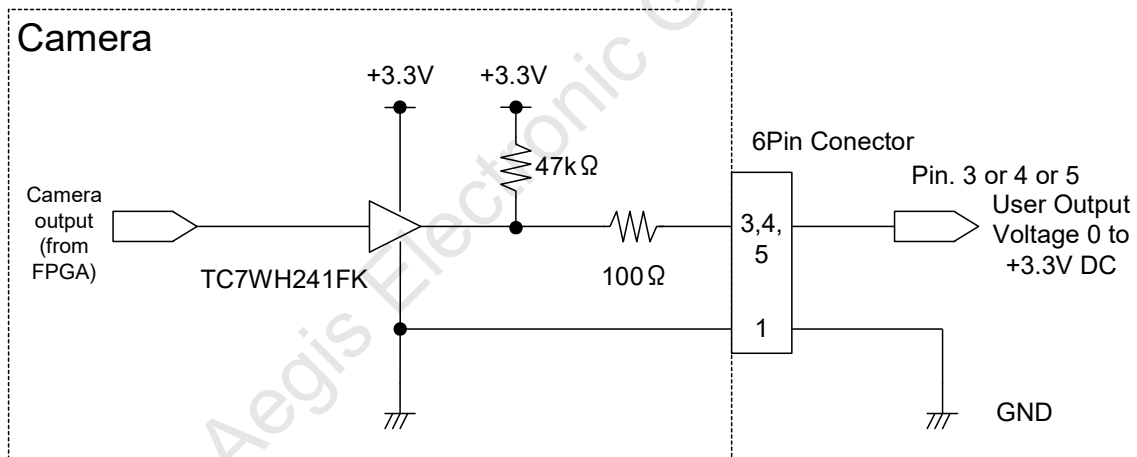 Camera
+3.3V
+3.3V
47kΩ
6Pin Conector
Pin. 3 or 4 or 5
User Output
Voltage 0 to
+3.3V DC
Camera
output
(from
FPGA)
TC7WH241FK
100Ω
3,4,
5
1
GND
Aegis Electronic G